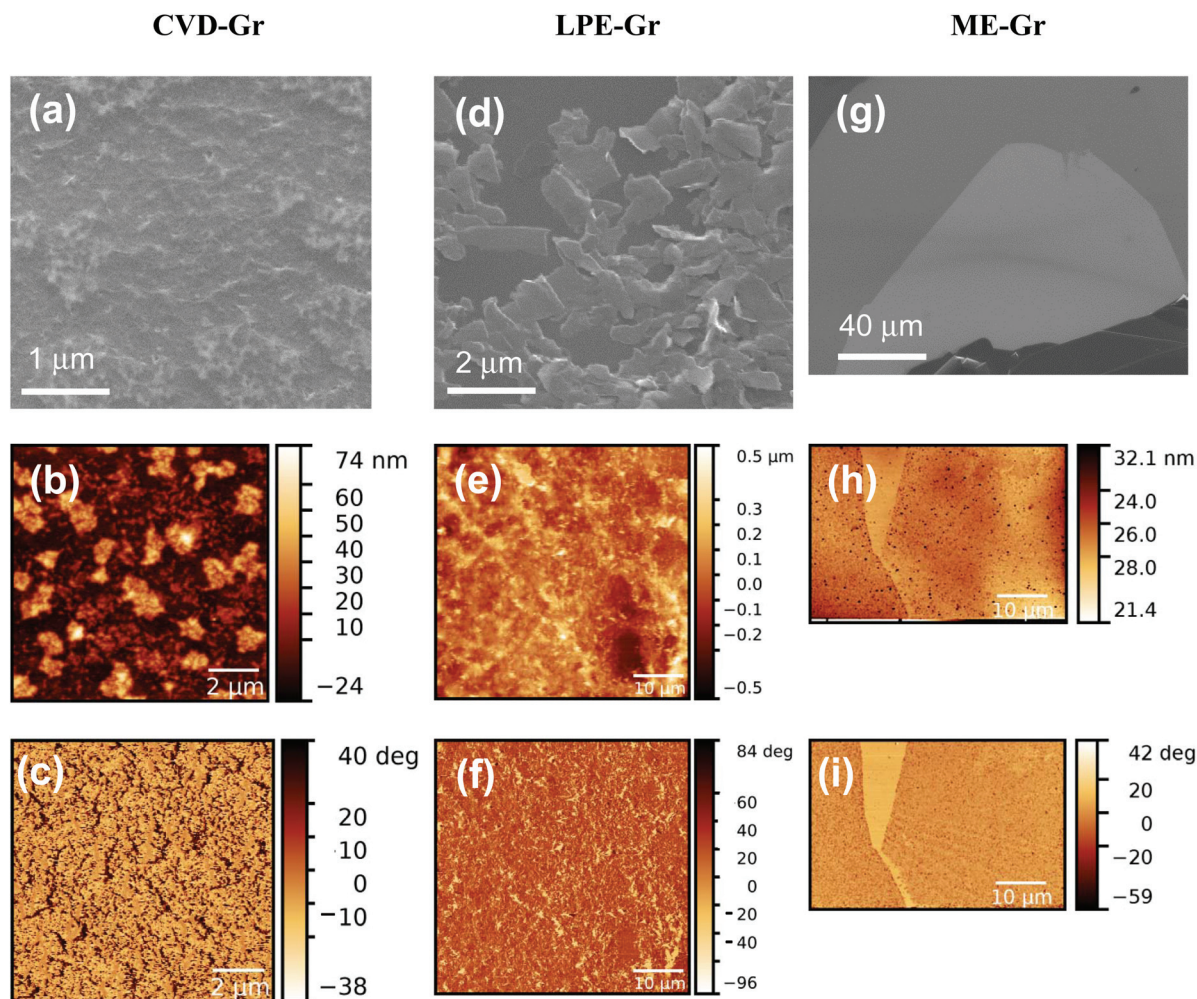 CVD-Gr
LPE-Gr
ME-Gr
(a)
1 μm
(d)
2 μm
(g)
40 μm
(b)
2 μm
74 nm
60
50
40
30
20
10
−24
(e)
10 μm
0.5 μm
0.3
0.2
0.1
0.0
−0.1
−0.2
−0.5
(h)
10 μm
32.1 nm
24.0
26.0
28.0
21.4
(c)
2 μm
40 deg
20
10
0
−10
−38
(f)
10 μm
84 deg
60
40
20
0
−20
−40
−96
(i)
10 μm
42 deg
20
0
−20
−59